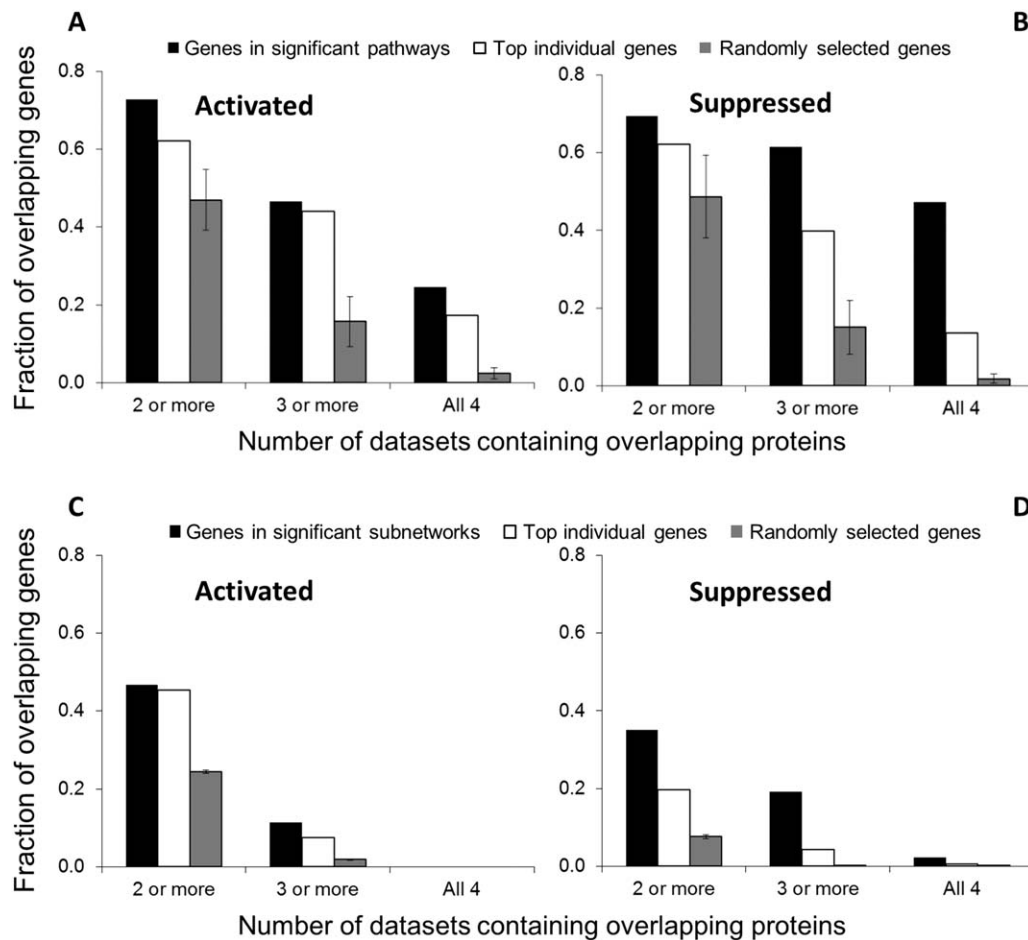 A
B
Genes in significant pathways Top individual genes Randomly selected genes
Fraction of overlapping genes
0.8
0.6
0.4
0.2
0.0
Activated
2 or more 3 or more All 4
0.8
0.6
0.4
0.2
0.0
Suppressed
2 or more 3 or more All 4
Number of datasets containing overlapping proteins
C
D
Genes in significant subnetworks Top individual genes Randomly selected genes
Fraction of overlapping genes
0.8
0.6
0.4
0.2
0.0
Activated
2 or more 3 or more All 4
0.8
0.6
0.4
0.2
0.0
Suppressed
2 or more 3 or more All 4
Number of datasets containing overlapping proteins